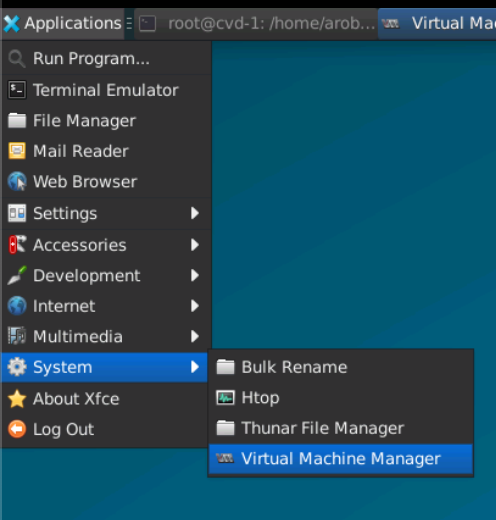 Applications root@cvd-1: /home/arob... Virtual Mac
Run Program...
Terminal Emulator
File Manager
Mail Reader
Web Browser
Settings
Accessories
Development
Internet
Multimedia
System
About Xfce
Log Out
Bulk Rename
Htop
Thunar File Manager
Virtual Machine Manager